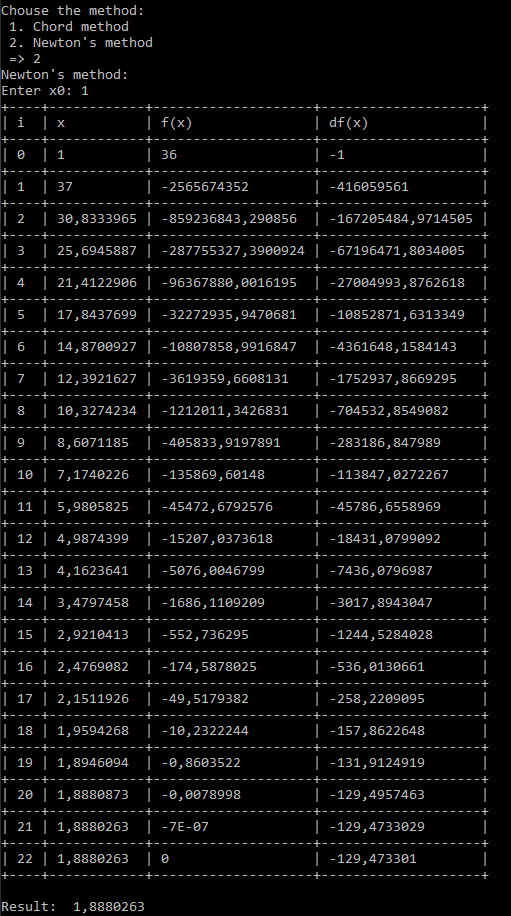 Chouse the method:
1. Chord method
2. Newton's method
=> 2
Newton's method:
Enter x0: 1
| i | x | f(x) | df(x) |
| 0 | 1 | 36 | -1 |
| 1 | 37 | -2565674352 | -416059561 |
| 2 | 30,8333965 | -859236843,290856 | -167205484,9714505 |
| 3 | 25,6945887 | -287755327,3900924 | -67196471,8034005 |
| 4 | 21,4122906 | -96367880,0016195 | -27004993,8762618 |
| 5 | 17,8437699 | -32272935,9470681 | -10852871,6313349 |
| 6 | 14,8700927 | -10807858,9916847 | -4361648,1584143 |
| 7 | 12,3921627 | -3619359,6608131 | -1752937,8669295 |
| 8 | 10,3274234 | -1212011,3426831 | -704532,8549082 |
| 9 | 8,6071185 | -405833,9197891 | -283186,847989 |
| 10 | 7,1740226 | -135869,60148 | -113847,0272267 |
| 11 | 5,9805825 | -45472,6792576 | -45786,6558969 |
| 12 | 4,9874399 | -15207,0373618 | -18431,0799092 |
| 13 | 4,1623641 | -5076,0046799 | -7436,0796987 |
| 14 | 3,4797458 | -1686,1109209 | -3017,8943047 |
| 15 | 2,9210413 | -552,736295 | -1244,5284028 |
| 16 | 2,4769082 | -174,5878025 | -536,0130661 |
| 17 | 2,1511926 | -49,5179382 | -258,2209095 |
| 18 | 1,9594268 | -10,2322244 | -157,8622648 |
| 19 | 1,8946094 | -0,8603522 | -131,9124919 |
| 20 | 1,8880873 | -0,0078998 | -129,4957463 |
| 21 | 1,8880263 | -7E-07 | -129,4733029 |
| 22 | 1,8880263 | 0 | -129,473301 |
Result: 1,8880263